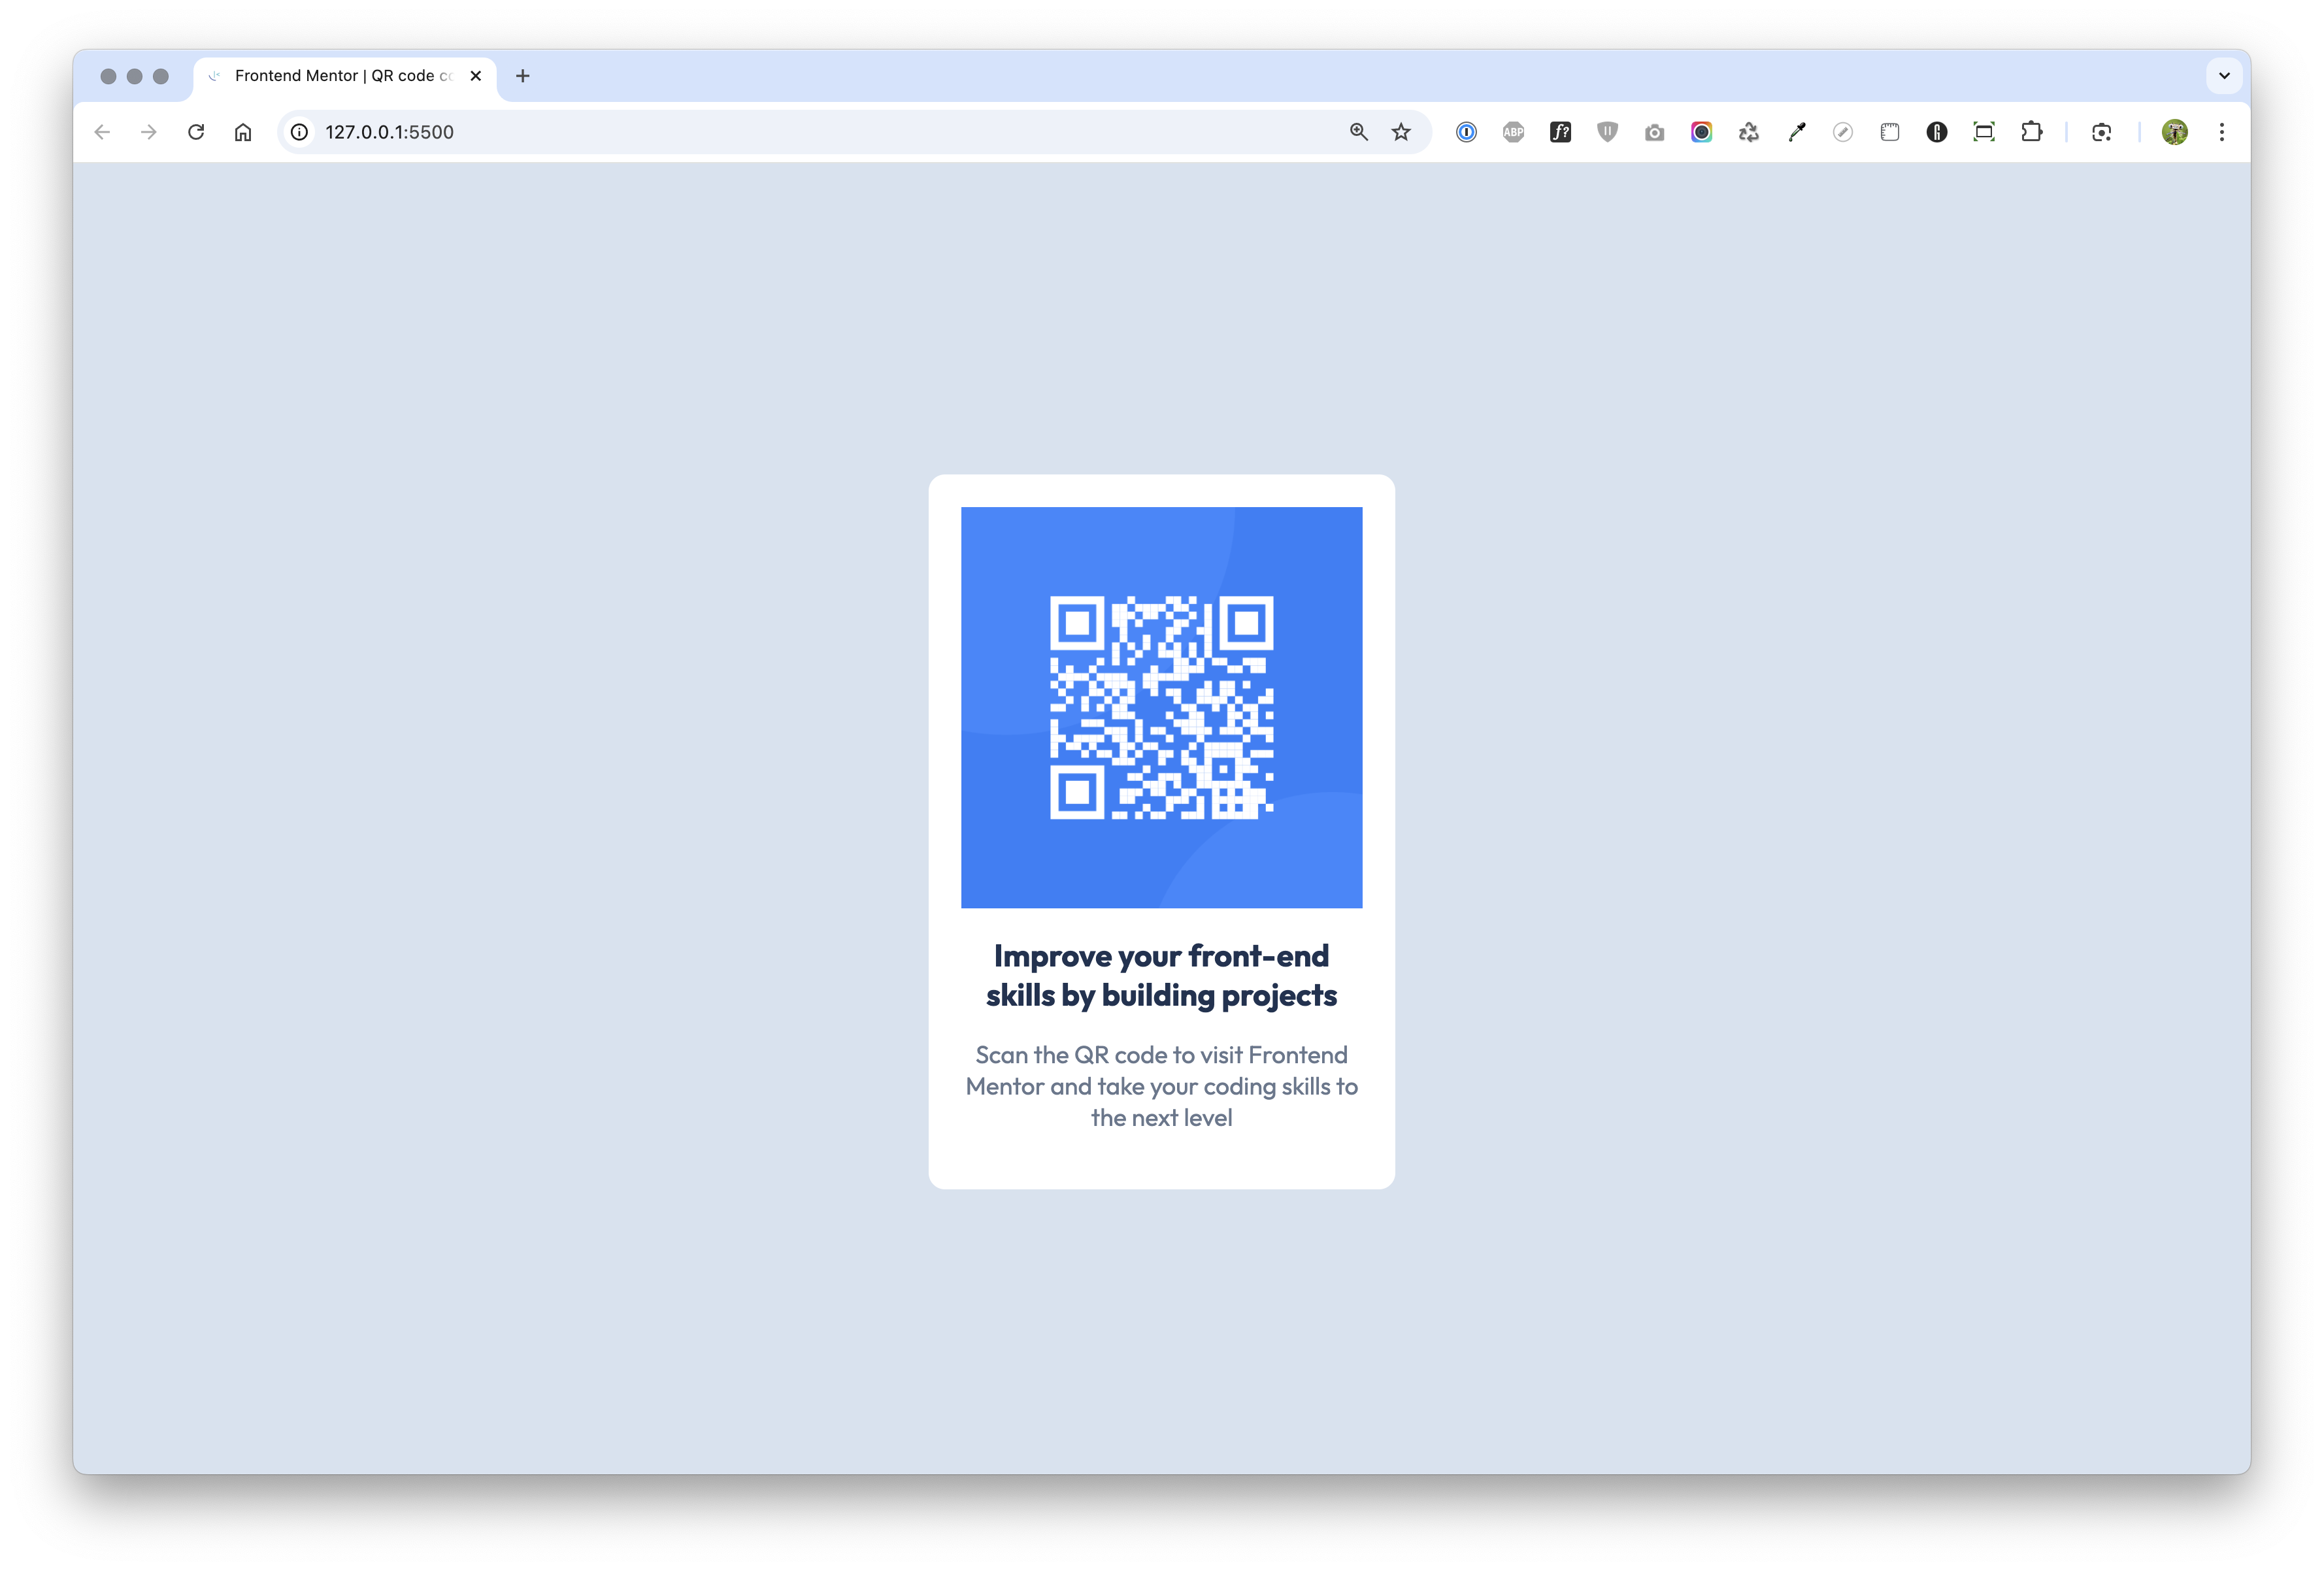 Frontend Mentor | QR code
127.0.0.1:5500
ABP
f?
Improve your front-end
skills by building projects
Scan the QR code to visit Frontend
Mentor and take your coding skills to
the next level